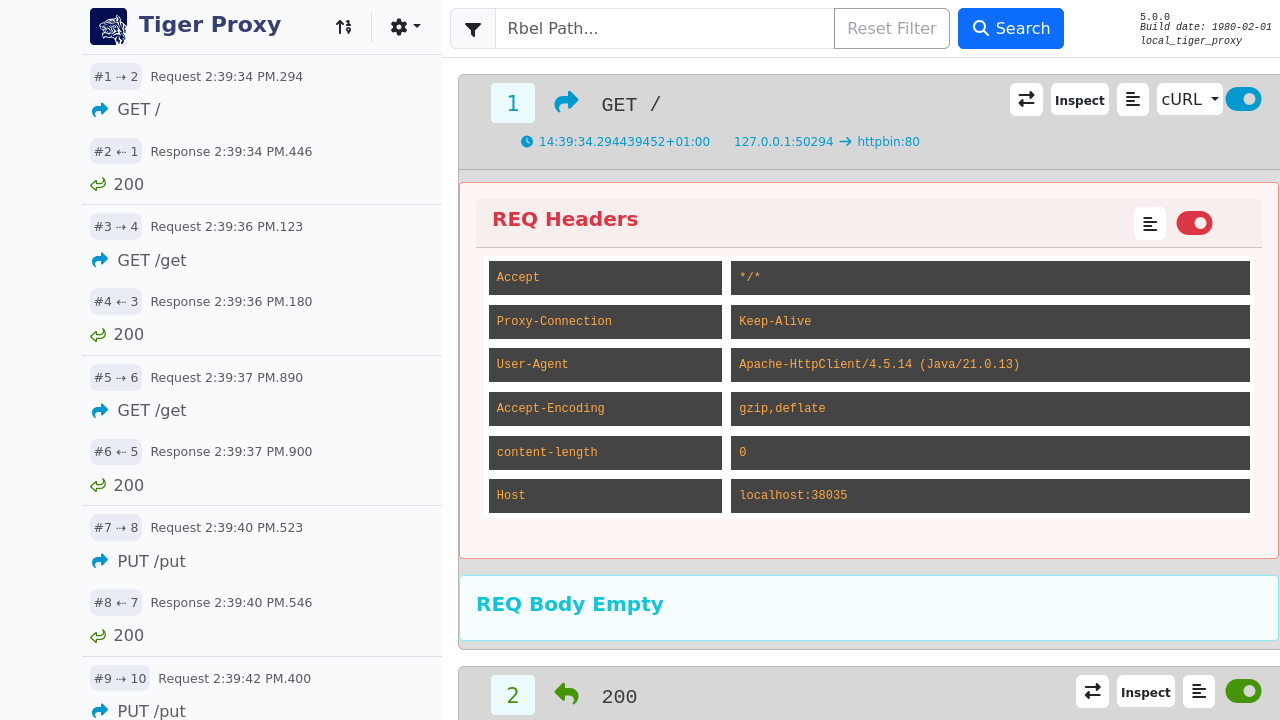 Tiger Proxy
Rbel Path...
Reset Filter
Search
5.0.0
Build date: 1980-02-01
local_tiger_proxy
#1 ⇢ 2 Request 2:39:34 PM.294
GET /
#2 ⇠ 1 Response 2:39:34 PM.446
200
#3 ⇢ 4 Request 2:39:36 PM.123
GET /get
#4 ⇠ 3 Response 2:39:36 PM.180
200
#5 ⇢ 6 Request 2:39:37 PM.890
GET /get
#6 ⇠ 5 Response 2:39:37 PM.900
200
#7 ⇢ 8 Request 2:39:40 PM.523
PUT /put
#8 ⇠ 7 Response 2:39:40 PM.546
200
#9 ⇢ 10 Request 2:39:42 PM.400
PUT /put
1 GET / Inspect cURL
14:39:34.294439452+01:00 127.0.0.1:50294 → httpbin:80
REQ Headers
Accept */*
Proxy-Connection Keep-Alive
User-Agent Apache-HttpClient/4.5.14 (Java/21.0.13)
Accept-Encoding gzip,deflate
content-length 0
Host localhost:38035
REQ Body Empty
2 200 Inspect